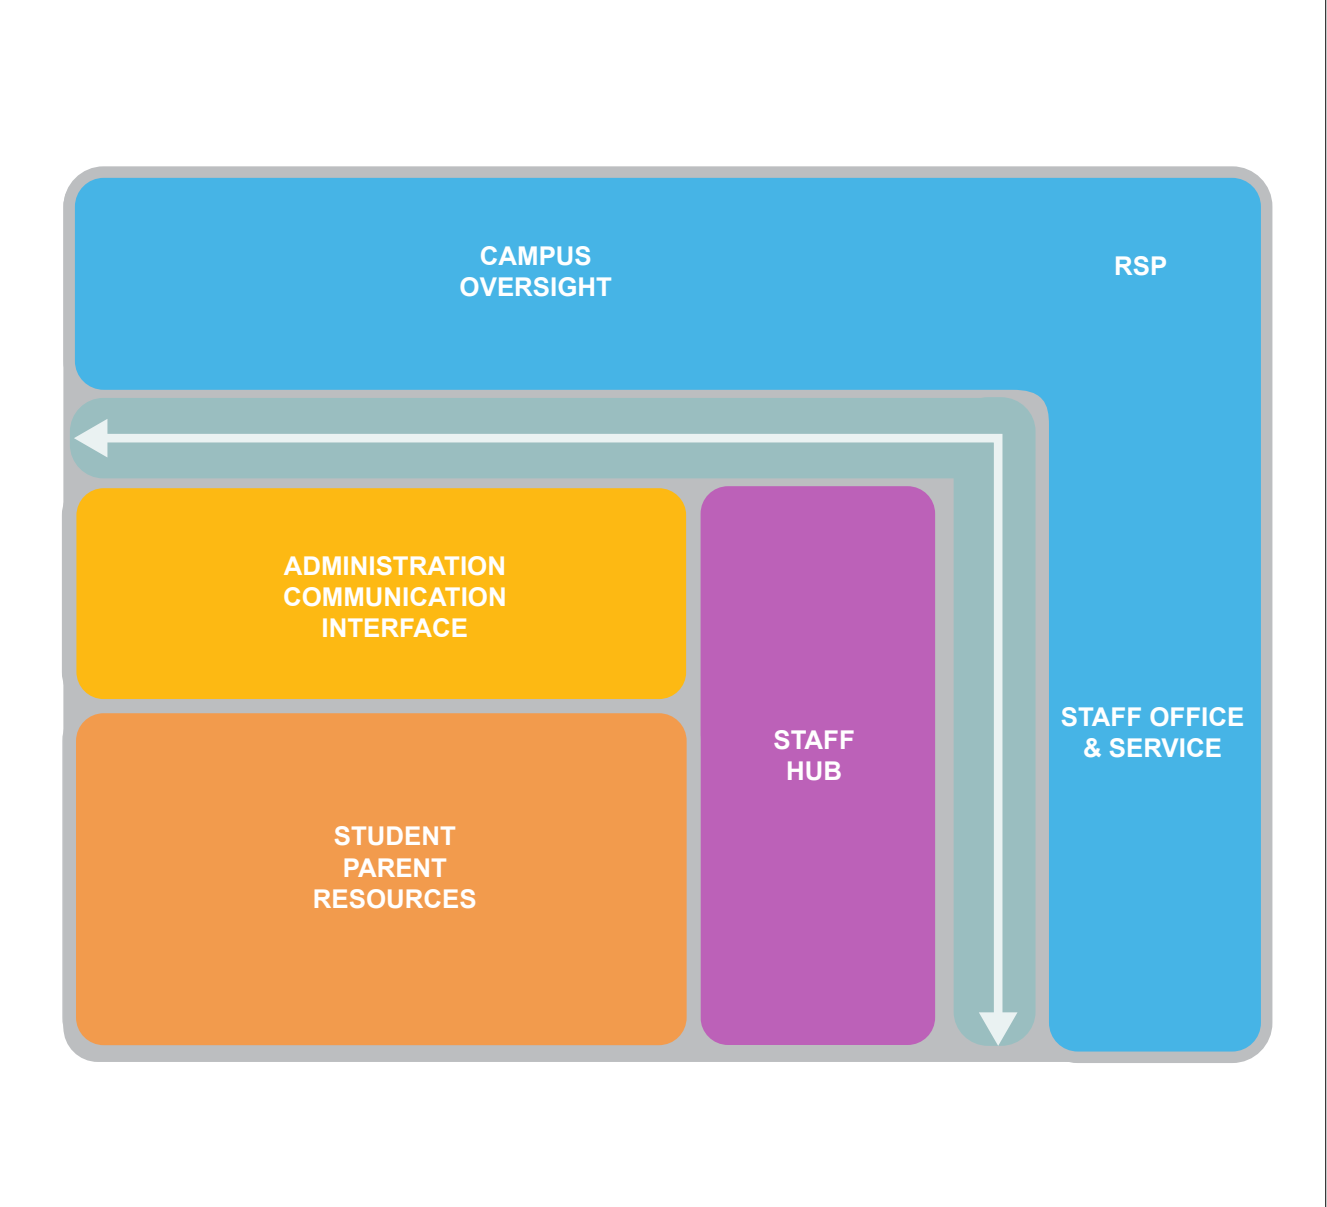 CAMPUS
OVERSIGHT
RSP
ADMINISTRATION
COMMUNICATION
INTERFACE
STAFF OFFICE
& SERVICE
STAFF
HUB
STUDENT
PARENT
RESOURCES